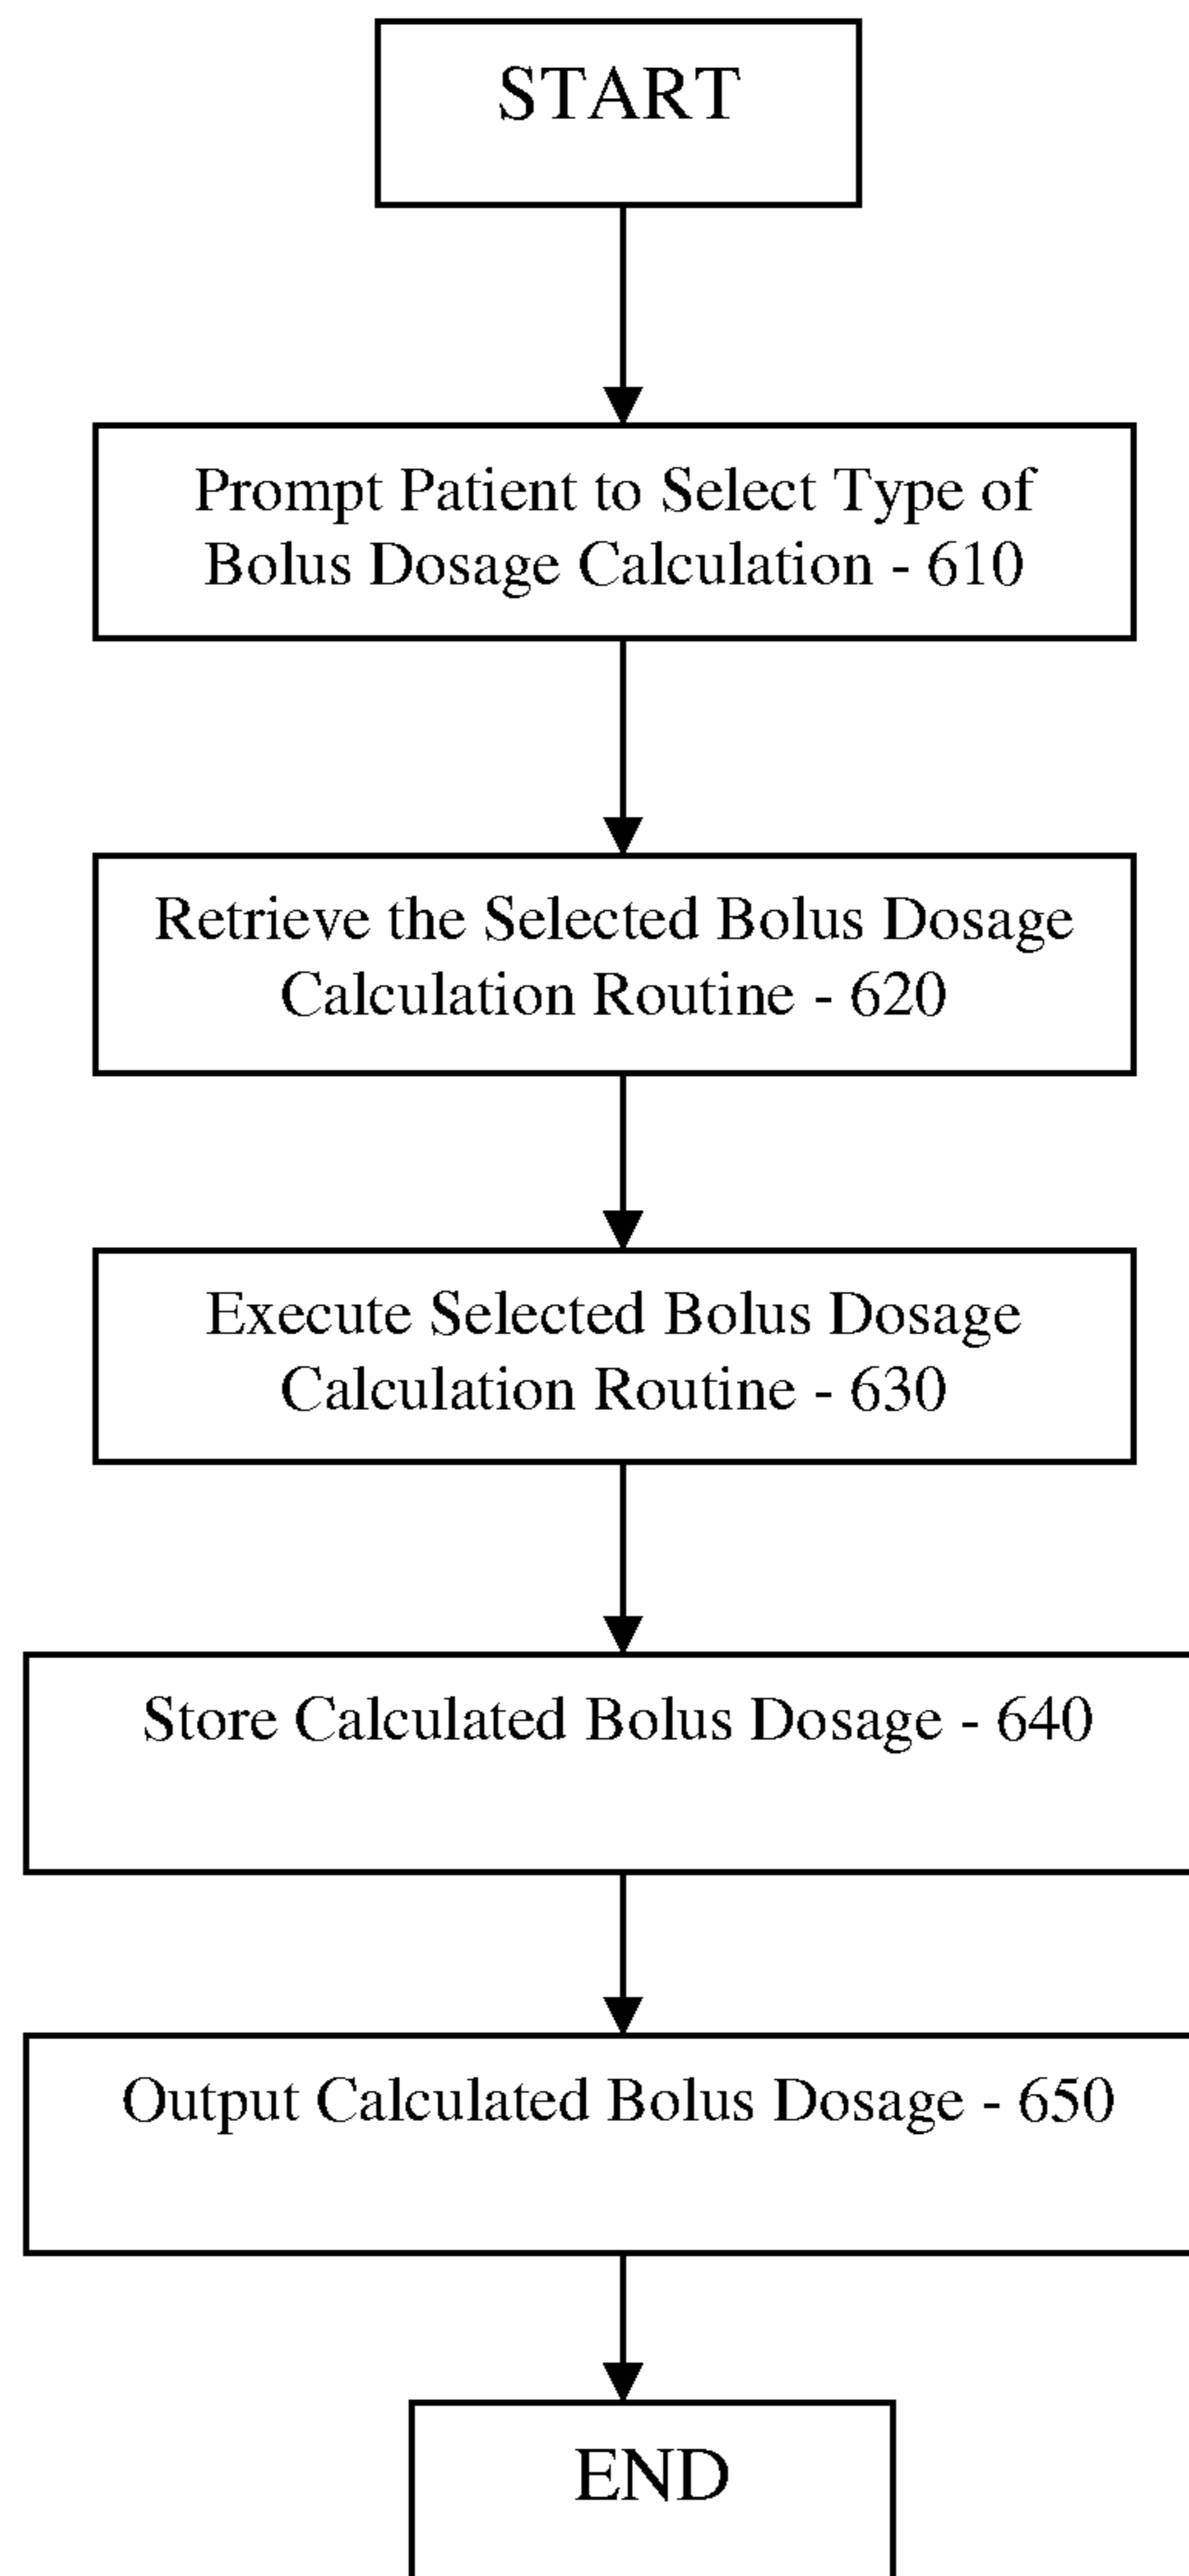 START
Prompt Patient to Select Type of
Bolus Dosage Calculation - 610
Retrieve the Selected Bolus Dosage
Calculation Routine - 620
Execute Selected Bolus Dosage
Calculation Routine - 630
Store Calculated Bolus Dosage - 640
Output Calculated Bolus Dosage - 650
END